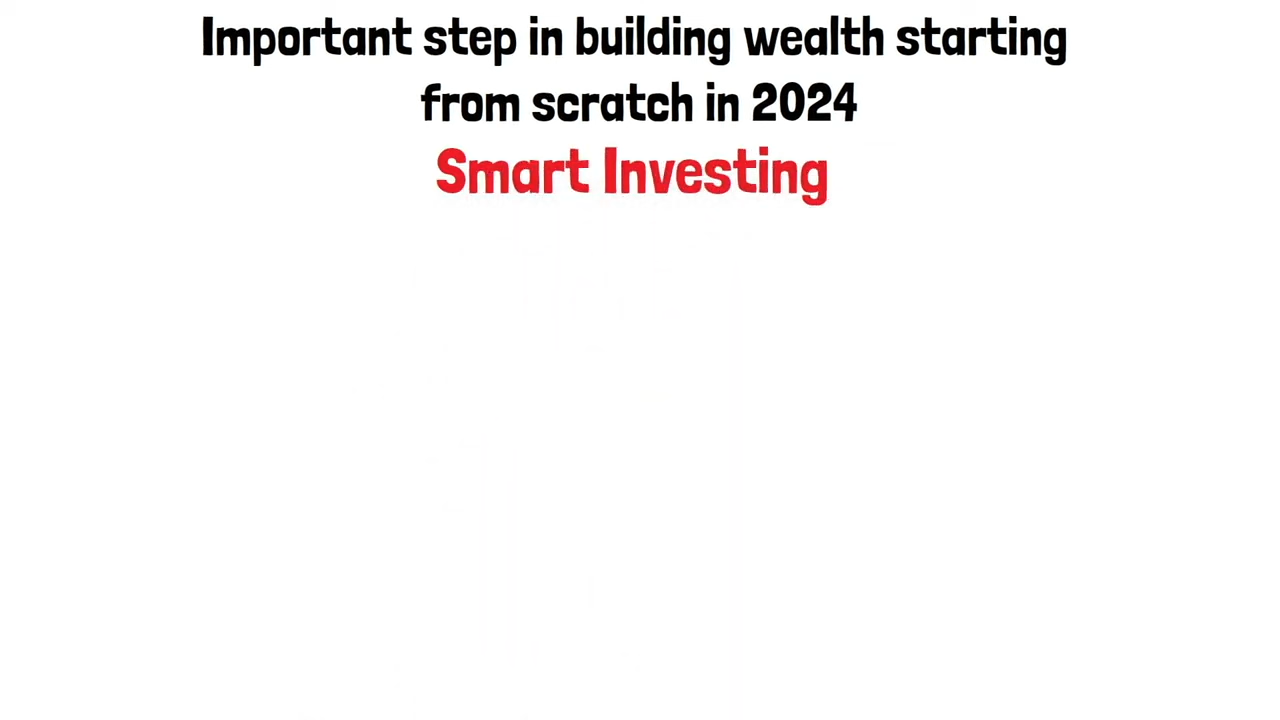 Important step in building wealth starting
from scratch in 2024
Smart Investing